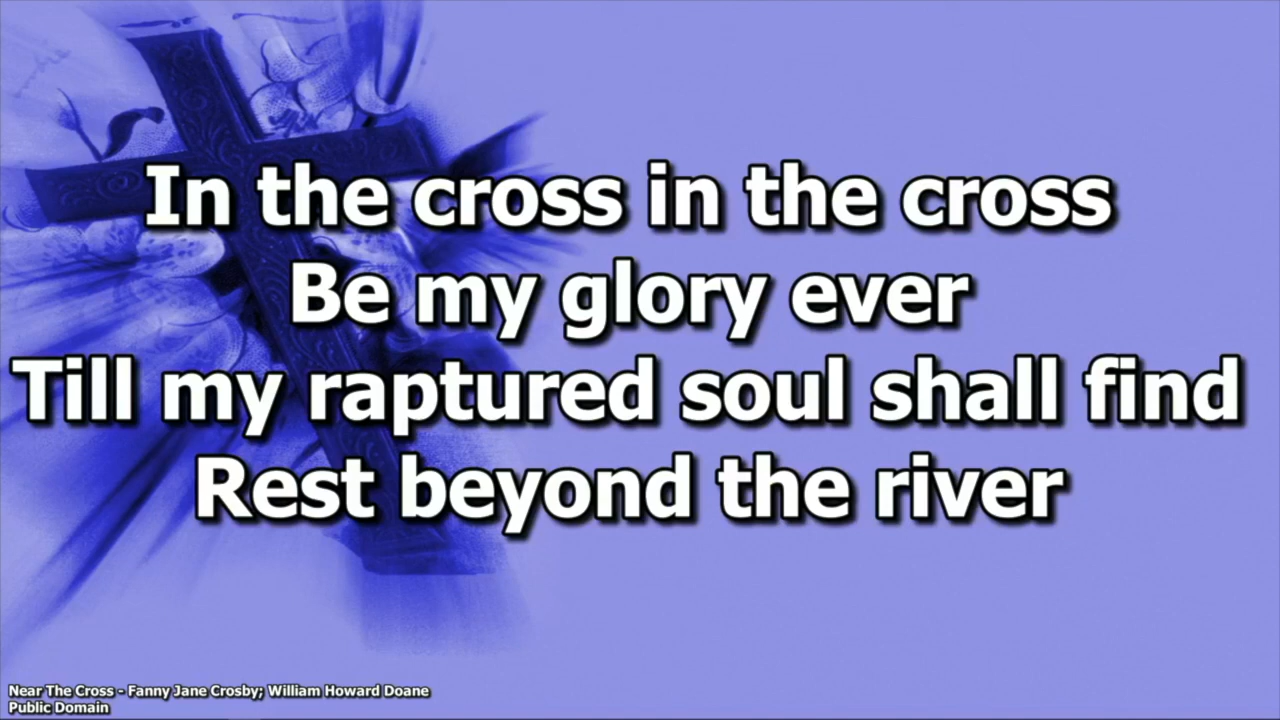 In the cross in the cross
Be my glory ever
Till my raptured soul shall find
Rest beyond the river
Near The Cross - Fanny Jane Crosby; William Howard Doane
Public Domain